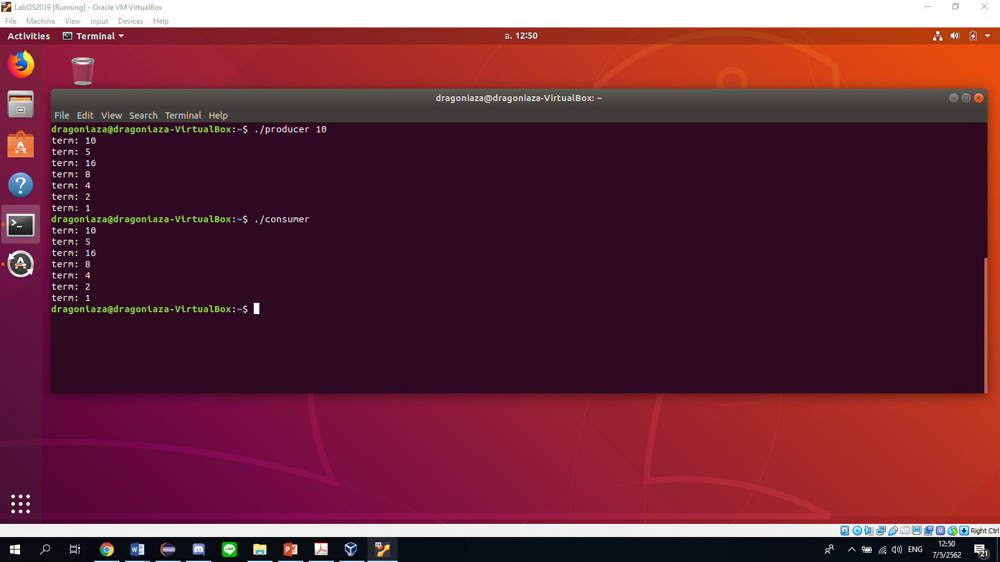 LabOS2019 [Running] - Oracle VM VirtualBox
File Machine View Input Devices Help
Activities Terminal อ. 12:50
dragoniaza@dragoniaza-VirtualBox: ~
File Edit View Search Terminal Help
dragoniaza@dragoniaza-VirtualBox:~$ ./producer 10
term: 10
term: 5
term: 16
term: 8
term: 4
term: 2
term: 1
dragoniaza@dragoniaza-VirtualBox:~$ ./consumer
term: 10
term: 5
term: 16
term: 8
term: 4
term: 2
term: 1
dragoniaza@dragoniaza-VirtualBox:~$
Right Ctrl
ENG
12:50
7/5/2562
21